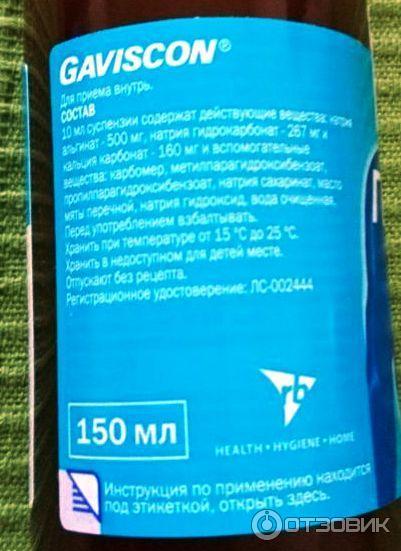 GAVISCON®
Для приема внутрь.
СОСТАВ
10 мл суспензии содержат действующие вещества: натрия
альгинат - 500 мг, натрия гидрокарбонат - 267 мг и
кальция карбонат - 160 мг и вспомогательные
вещества: карбомер, метилпарагидроксибензоат,
пропилпарагидроксибензоат, натрия сахаринат, масло
мяты перечной, натрия гидроксид, вода очищенная.
Перед употреблением взбалтывать.
Хранить при температуре от 15 °C до 25 °C.
Хранить в недоступном для детей месте.
Отпускают без рецепта.
Регистрационное удостоверение: ЛС-002444
rb
150 мл
HEALTH • HYGIENE • HOME
Инструкция по применению находится
под этикеткой, открыть здесь.
ОТЗОВИК